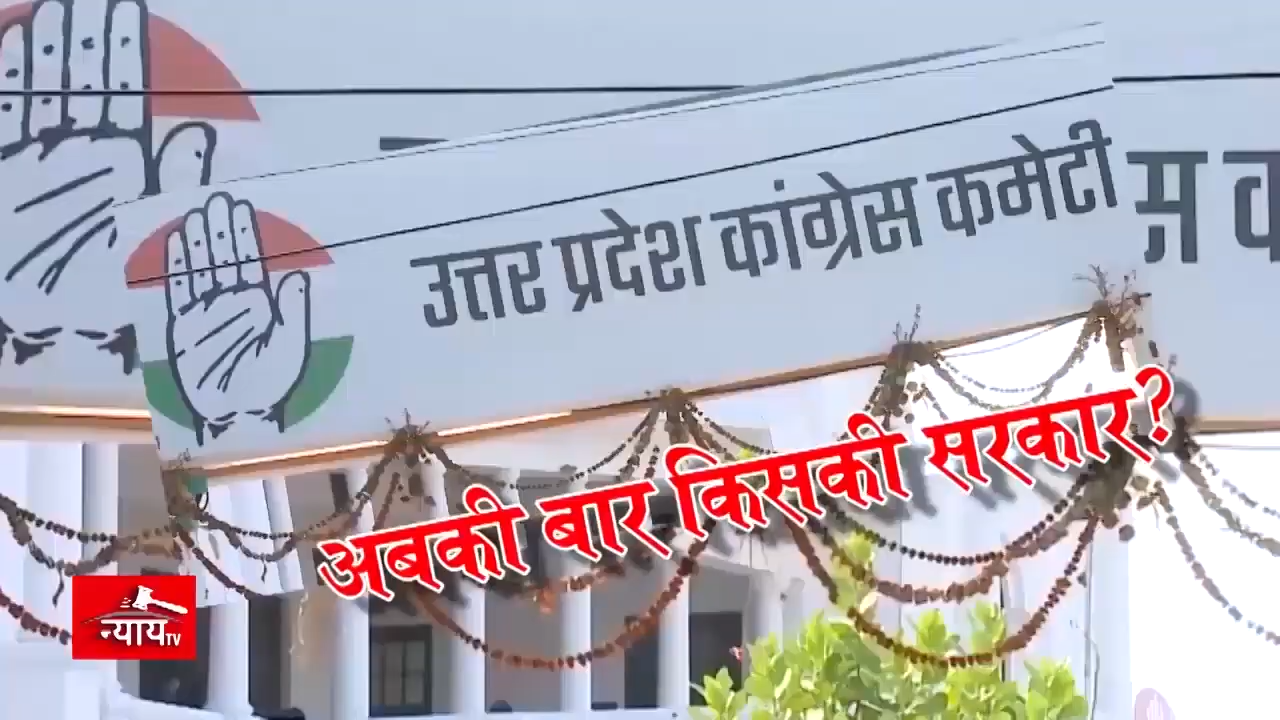 उत्तर प्रदेश कांग्रेस कमेटी
अबकी बार किसकी सरकार?
न्याय TV